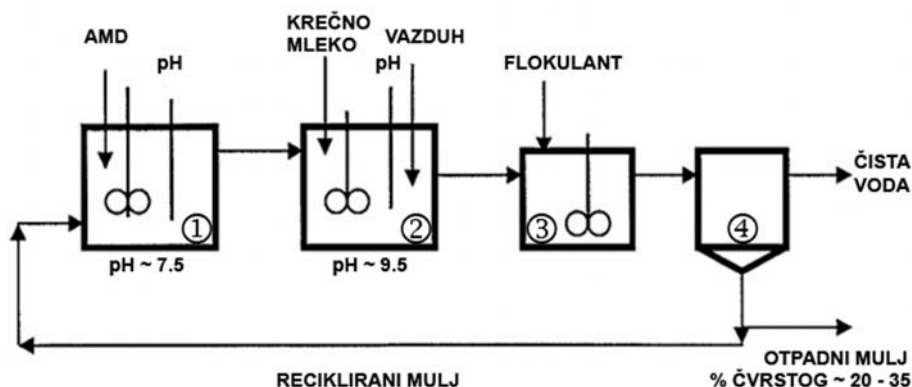 AMD
pH
KREČNO
MLEKO
VAZDUH
pH
FLOKULANT
ČISTA
VODA
①
②
③
④
pH ~ 7.5
pH ~ 9.5
RECIKLIRANI MULJ
OTPADNI MULJ
% ČVRSTOG ~ 20 - 35